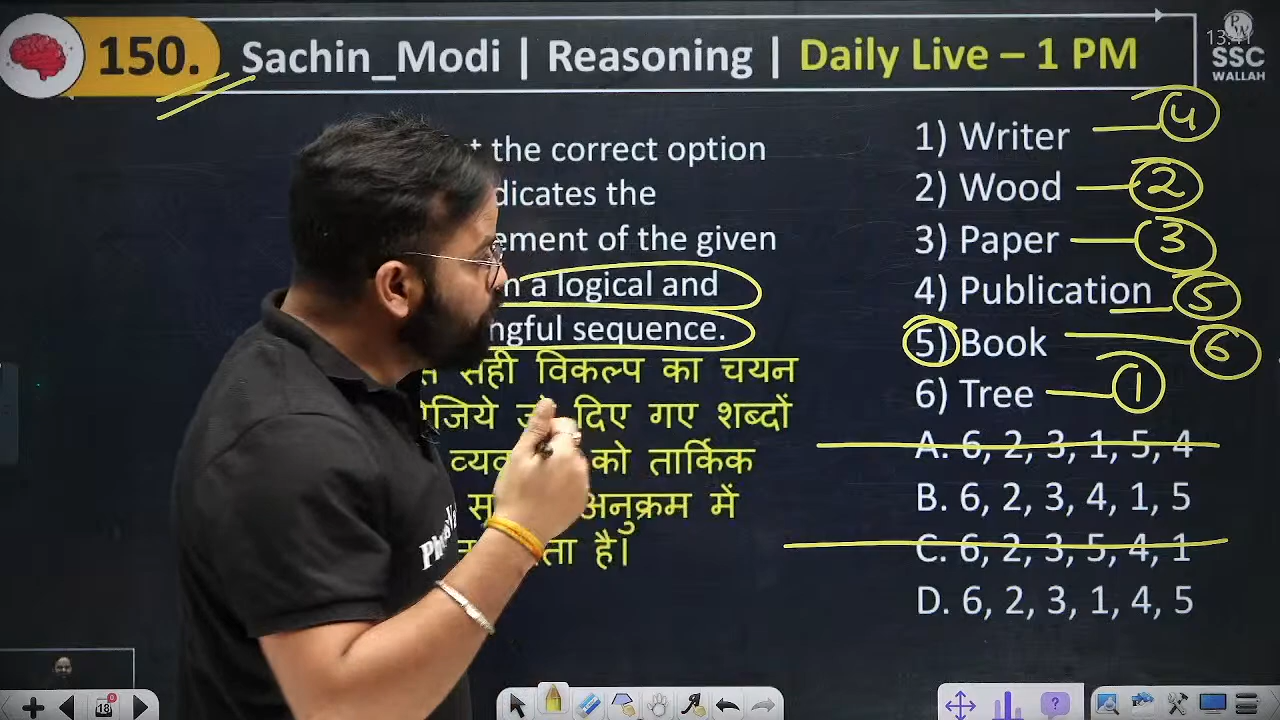 150. Sachin_Modi | Reasoning | Daily Live – 1 PM
SSC
WALLAH
the correct option
the
of the given
a logical and
sequence.
सही विकल्प का चयन
दिए गए शब्दों
को तार्किक
अनुक्रम में
है।
1) Writer 4
2) Wood 2
3) Paper 3
4) Publication 5
5) Book 6
6) Tree 1
A. 6, 2, 3, 1, 5, 4
B. 6, 2, 3, 4, 1, 5
C. 6, 2, 3, 5, 4, 1
D. 6, 2, 3, 1, 4, 5